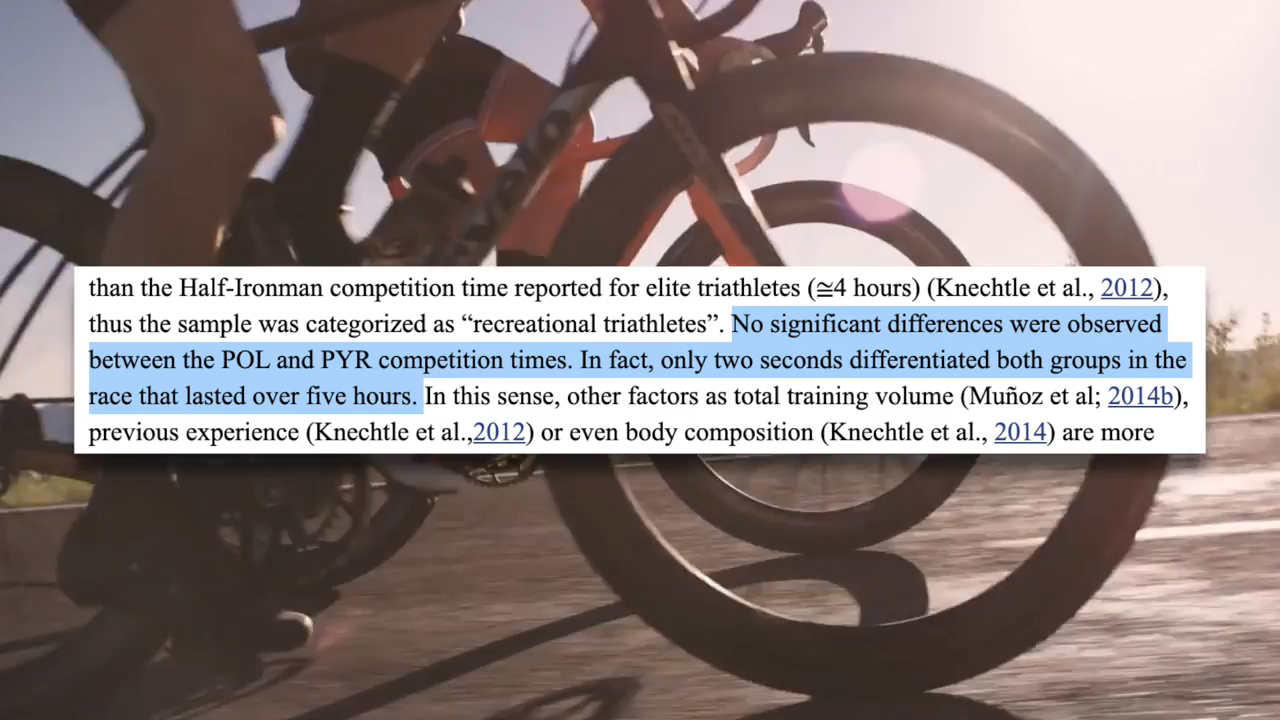 than the Half-Ironman competition time reported for elite triathletes (≅4 hours) (Knechtle et al., 2012),
thus the sample was categorized as “recreational triathletes”. No significant differences were observed
between the POL and PYR competition times. In fact, only two seconds differentiated both groups in the
race that lasted over five hours. In this sense, other factors as total training volume (Muñoz et al; 2014b),
previous experience (Knechtle et al.,2012) or even body composition (Knechtle et al., 2014) are more